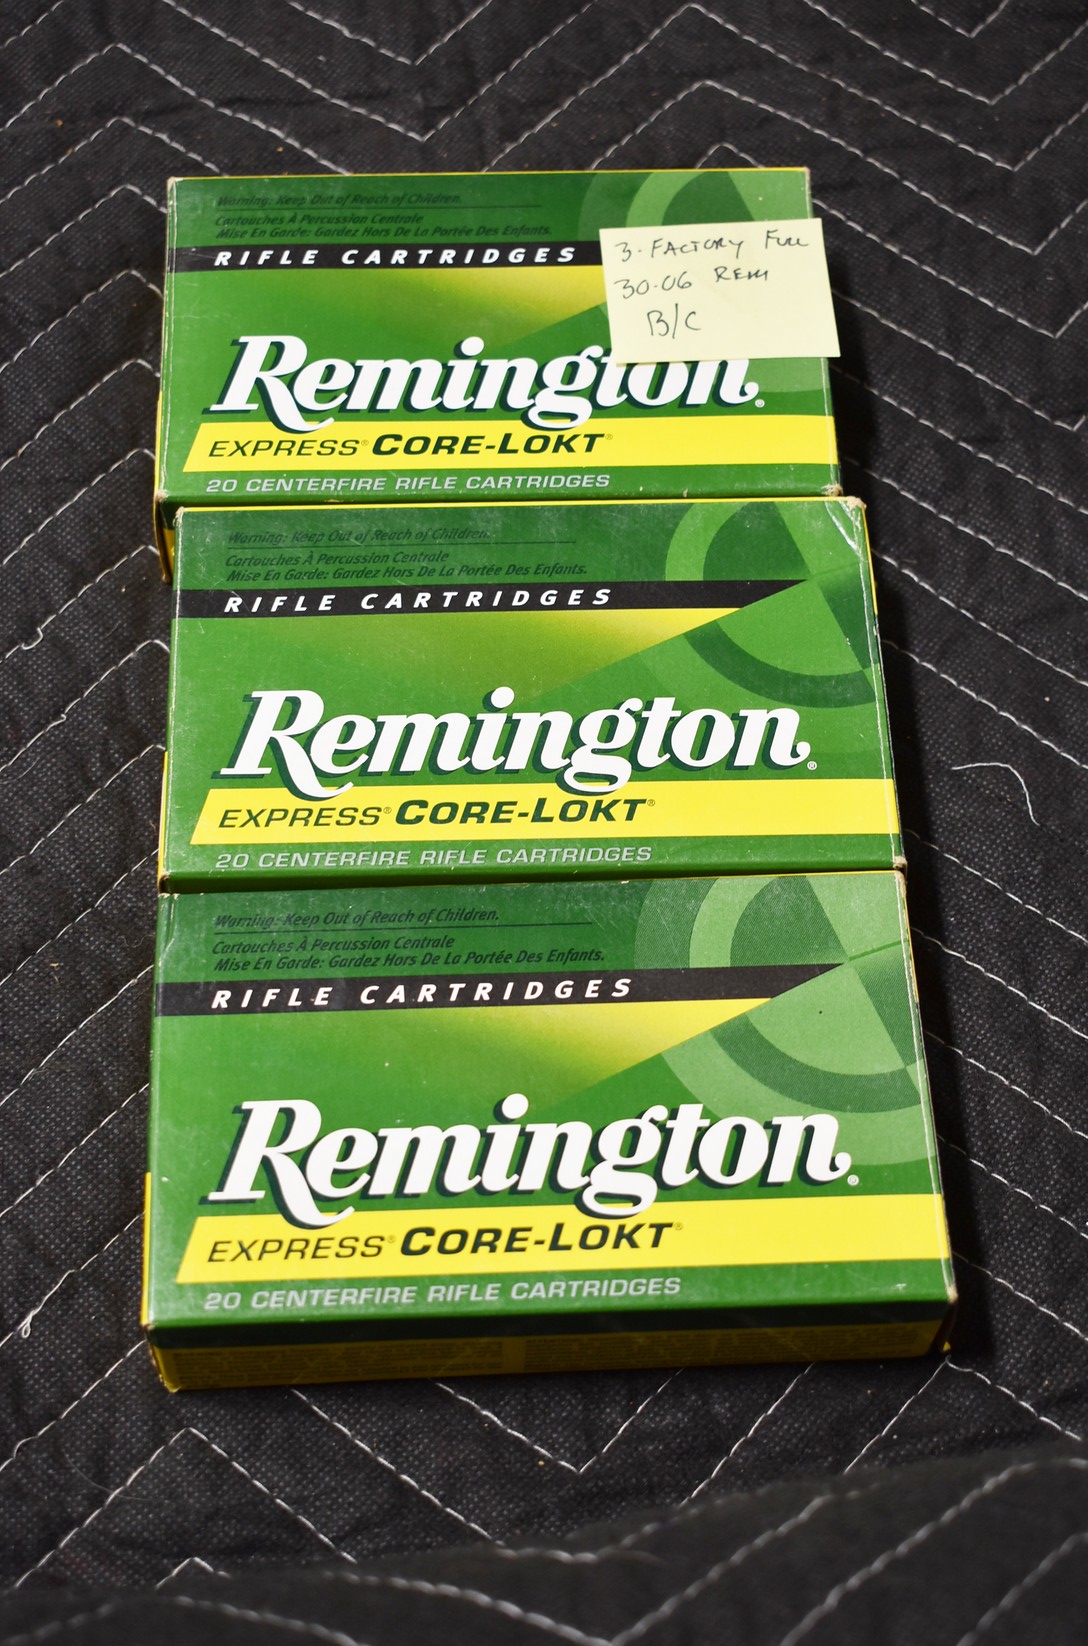 Warning: Keep Out of Reach of Children.
Cartouches À Percussion Centrale
Mise En Garde: Gardez Hors De La Portée Des Enfants.
RIFLE CARTRIDGES
3. FACTORY FULL
30-06 REM
B/C
Remington®
EXPRESS® CORE-LOKT®
20 CENTERFIRE RIFLE CARTRIDGES
Warning: Keep Out of Reach of Children.
Cartouches À Percussion Centrale
Mise En Garde: Gardez Hors De La Portée Des Enfants.
RIFLE CARTRIDGES
Remington®
EXPRESS® CORE-LOKT®
20 CENTERFIRE RIFLE CARTRIDGES
Warning: Keep Out of Reach of Children.
Cartouches À Percussion Centrale
Mise En Garde: Gardez Hors De La Portée Des Enfants.
RIFLE CARTRIDGES
Remington®
EXPRESS® CORE-LOKT®
20 CENTERFIRE RIFLE CARTRIDGES